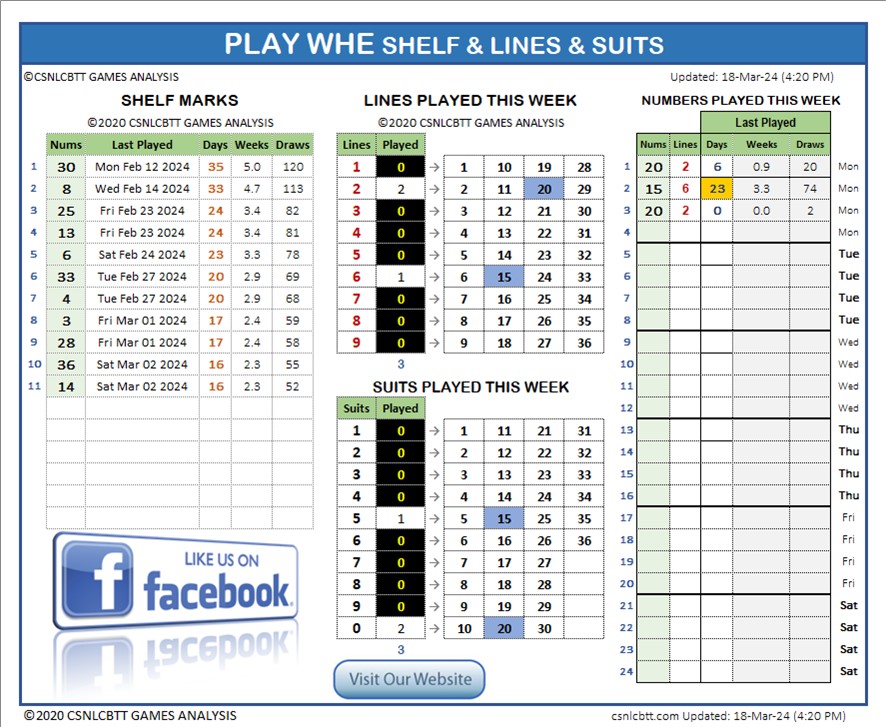 PLAY WHE SHELF & LINES & SUITS
©CSNLCBTT GAMES ANALYSIS
Updated: 18-Mar-24 (4:20 PM)
SHELF MARKS
©2020 CSNLCBTT GAMES ANALYSIS
Nums Last Played Days Weeks Draws
1 30 Mon Feb 12 2024 35 5.0 120
2 8 Wed Feb 14 2024 33 4.7 113
3 25 Fri Feb 23 2024 24 3.4 82
4 13 Fri Feb 23 2024 24 3.4 81
5 6 Sat Feb 24 2024 23 3.3 78
6 33 Tue Feb 27 2024 20 2.9 69
7 4 Tue Feb 27 2024 20 2.9 68
8 3 Fri Mar 01 2024 17 2.4 59
9 28 Fri Mar 01 2024 17 2.4 58
10 36 Sat Mar 02 2024 16 2.3 55
11 14 Sat Mar 02 2024 16 2.3 52
LIKE US ON
facebook.
LINES PLAYED THIS WEEK
©2020 CSNLCBTT GAMES ANALYSIS
Lines Played
1 0 → 1 10 19 28
2 2 → 2 11 20 29
3 0 → 3 12 21 30
4 0 → 4 13 22 31
5 0 → 5 14 23 32
6 1 → 6 15 24 33
7 0 → 7 16 25 34
8 0 → 8 17 26 35
9 0 → 9 18 27 36
3
SUITS PLAYED THIS WEEK
Suits Played
1 0 → 1 11 21 31
2 0 → 2 12 22 32
3 0 → 3 13 23 33
4 0 → 4 14 24 34
5 1 → 5 15 25 35
6 0 → 6 16 26 36
7 0 → 7 17 27
8 0 → 8 18 28
9 0 → 9 19 29
0 2 → 10 20 30
3
Visit Our Website
NUMBERS PLAYED THIS WEEK
Last Played
Nums Lines Days Weeks Draws
1 20 2 6 0.9 20 Mon
2 15 6 23 3.3 74 Mon
3 20 2 0 0.0 2 Mon
4 Mon
5 Tue
6 Tue
7 Tue
8 Tue
9 Wed
10 Wed
11 Wed
12 Wed
13 Thu
14 Thu
15 Thu
16 Thu
17 Fri
18 Fri
19 Fri
20 Fri
21 Sat
22 Sat
23 Sat
24 Sat
©2020 CSNLCBTT GAMES ANALYSIS
csnlcbtt.com Updated: 18-Mar-24 (4:20 PM)